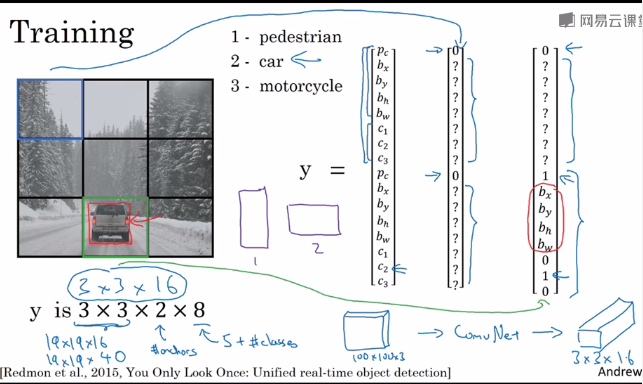 网易云课堂
Training
1 - pedestrian
2 - car
3 - motorcycle
y =
p_c
b_x
b_y
b_h
b_w
c_1
c_2
c_3
p_c
b_x
b_y
b_h
b_w
c_1
c_2
c_3
0
?
?
?
?
?
?
?
0
?
?
?
?
?
?
?
0
?
?
?
?
?
?
?
1
b_x
b_y
b_h
b_w
0
1
0
1
2
3×3×16
y is 3 × 3 × 2 × 8
19×19×16
19×19×40
#anchors
5 + #classes
100×100×3
ConvNet
3×3×16
[Redmon et al., 2015, You Only Look Once: Unified real-time object detection]
Andrew